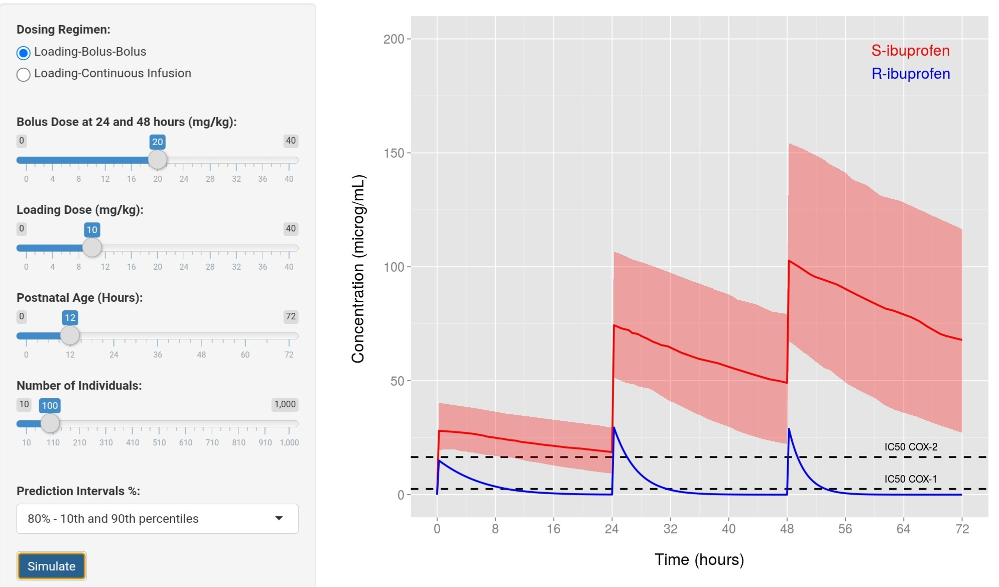 Dosing Regimen:
Loading-Bolus-Bolus
Loading-Continuous Infusion
Bolus Dose at 24 and 48 hours (mg/kg):
0 20 40
0 4 8 12 16 20 24 28 32 36 40
Loading Dose (mg/kg):
0 10 40
0 4 8 12 16 20 24 28 32 36 40
Postnatal Age (Hours):
0 12 72
0 12 24 36 48 60 72
Number of Individuals:
10 100 1,000
10 110 210 310 410 510 610 710 810 910 1,000
Prediction Intervals %:
80% - 10th and 90th percentiles
Simulate
Concentration (microg/mL)
200
150
100
50
0
S-ibuprofen
R-ibuprofen
IC50 COX-2
IC50 COX-1
0 8 16 24 32 40 48 56 64 72
Time (hours)